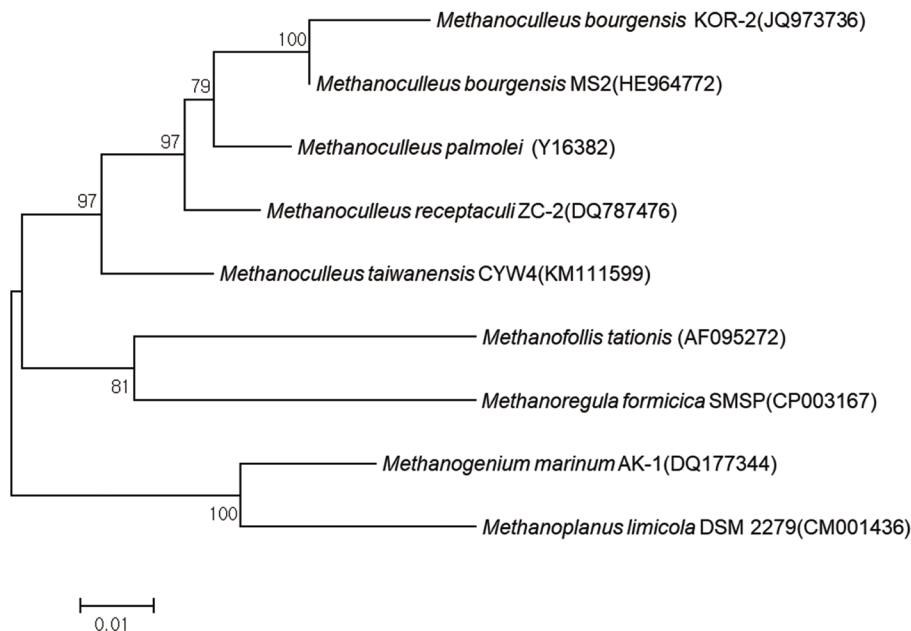 Methanoculleus bourgensis KOR-2(JQ973736)
100
Methanoculleus bourgensis MS2(HE964772)
79
Methanoculleus palmolei (Y16382)
97
Methanoculleus receptaculi ZC-2(DQ787476)
97
Methanoculleus taiwanensis CYW4(KM111599)
Methanofollis tationis (AF095272)
81
Methanoregula formicica SMSP(CP003167)
Methanogenium marinum AK-1(DQ177344)
100
Methanoplanus limicola DSM 2279(CM001436)
0.01